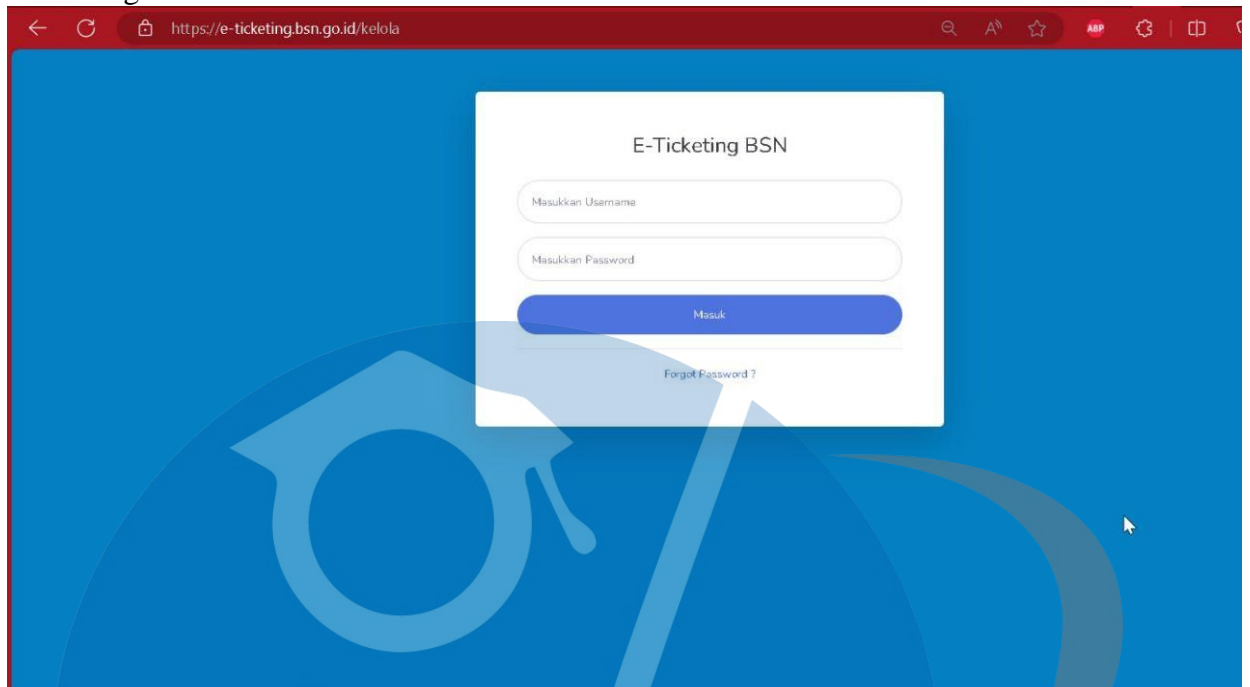 https://e-ticketing.bsn.go.id/kelola
ABP
E-Ticketing BSN
Masukkan Username
Masukkan Password
Masuk
Forgot Password ?